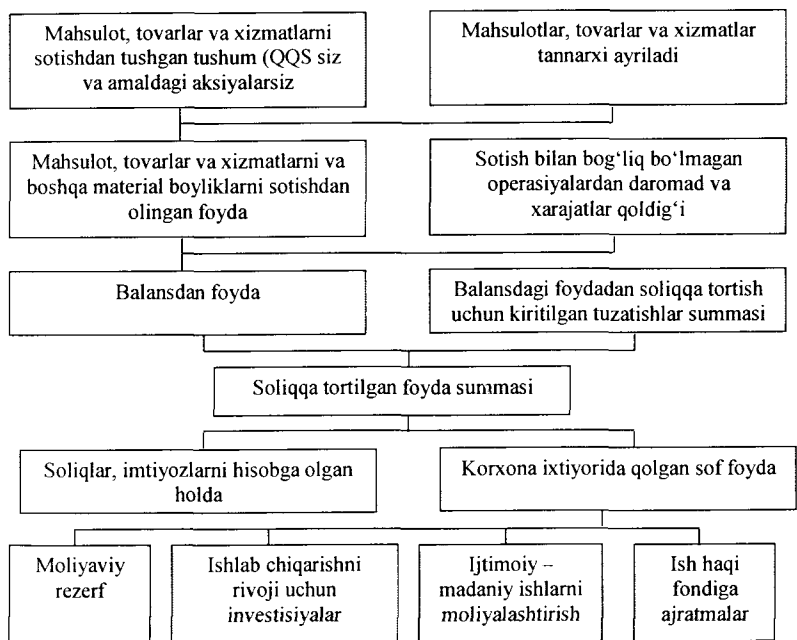 Mahsulot, tovarlar va xizmatlarni
sotishdan tushgan tushum (QQS siz
va amaldagi aksiyalarsiz
Mahsulotlar, tovarlar va xizmatlar
tannarxi ayriladi
Mahsulot, tovarlar va xizmatlarni va
boshqa material boyliklarni sotishdan
olingan foyda
Sotish bilan bog‘liq bo‘lmagan
operasiyalardan daromad va
xarajatlar qoldig‘i
Balansdan foyda
Balansdagi foydadan soliqqa tortish
uchun kiritilgan tuzatishlar summasi
Soliqqa tortilgan foyda summasi
Soliqlar, imtiyozlarni hisobga olgan
holda
Korxona ixtiyorida qolgan sof foyda
Moliyaviy
rezerf
Ishlab chiqarishni
rivoji uchun
investisiyalar
Ijtimoiy –
madaniy ishlarni
moliyalashtirish
Ish haqi
fondiga
ajratmalar